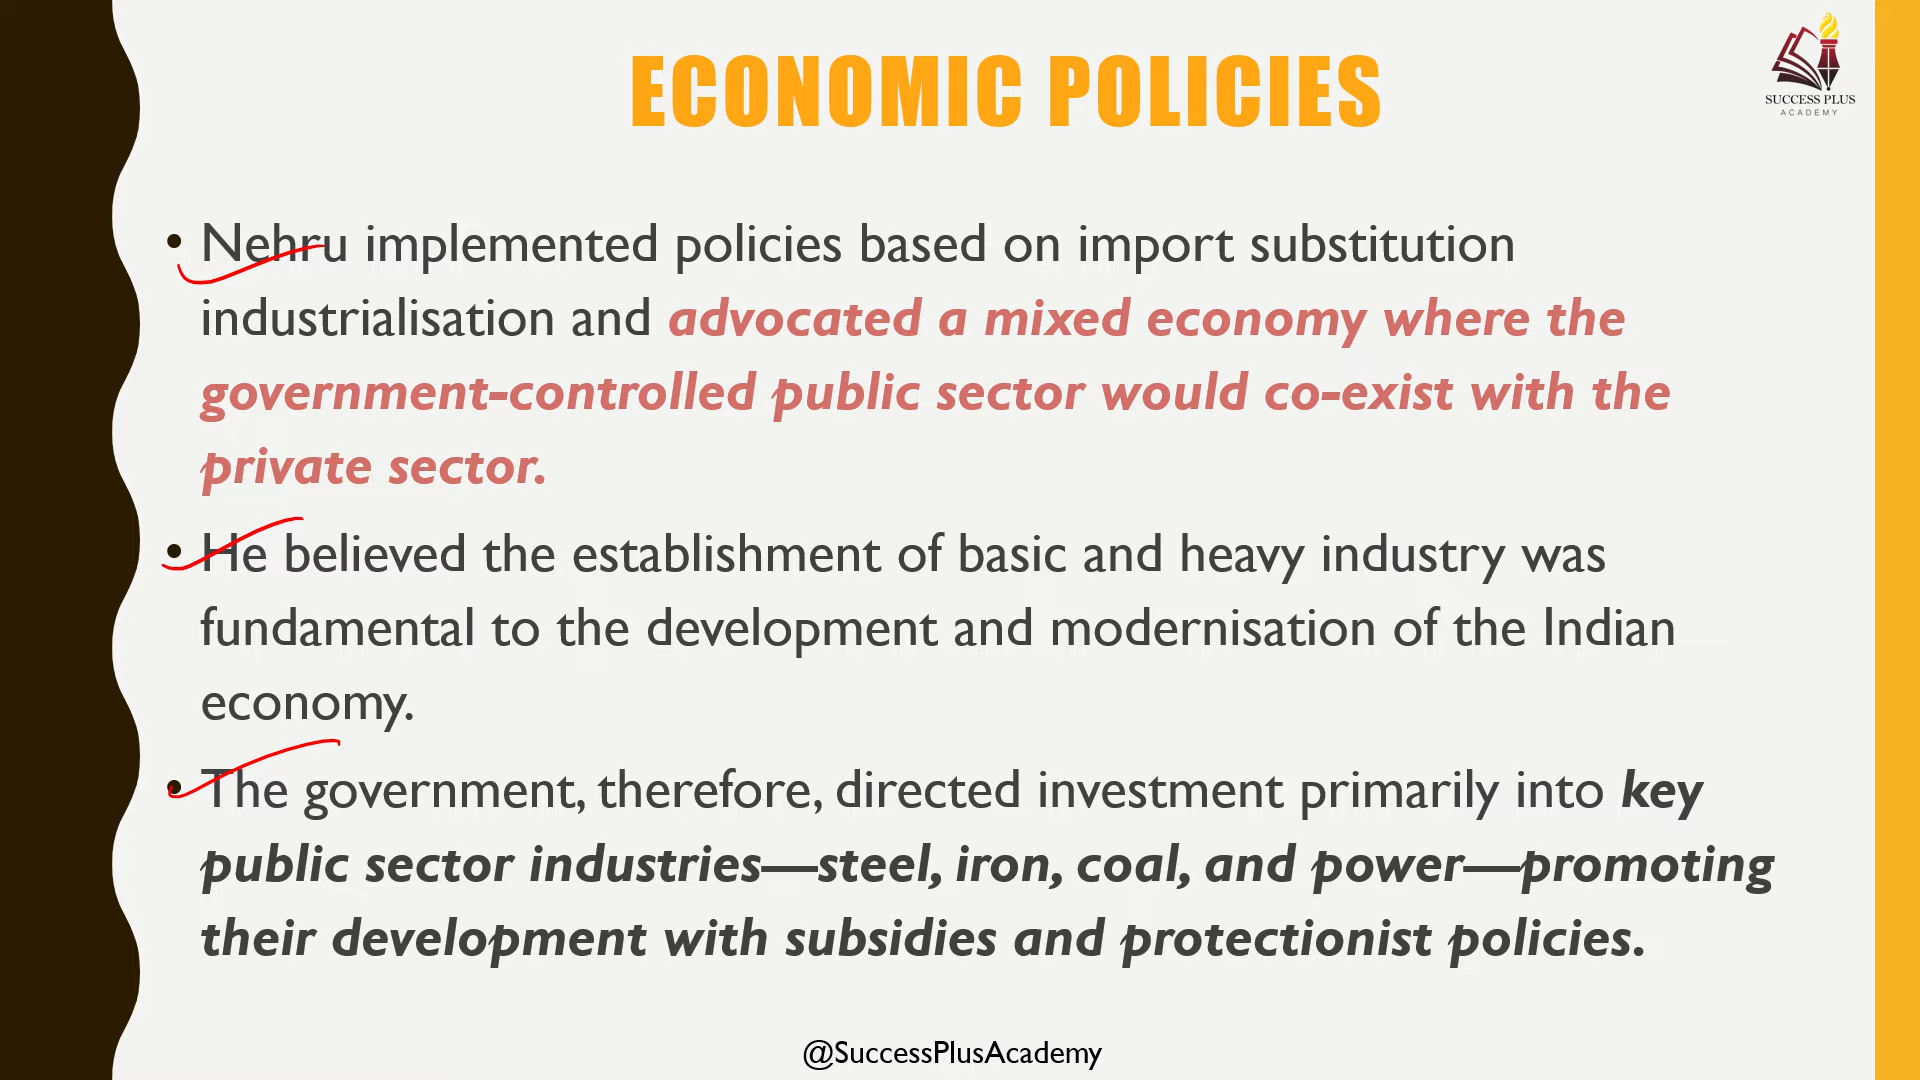 ECONOMIC POLICIES
SUCCESS PLUS
ACADEMY
• Nehru implemented policies based on import substitution
industrialisation and advocated a mixed economy where the
government-controlled public sector would co-exist with the
private sector.
• He believed the establishment of basic and heavy industry was
fundamental to the development and modernisation of the Indian
economy.
• The government, therefore, directed investment primarily into key
public sector industries—steel, iron, coal, and power—promoting
their development with subsidies and protectionist policies.
@SuccessPlusAcademy